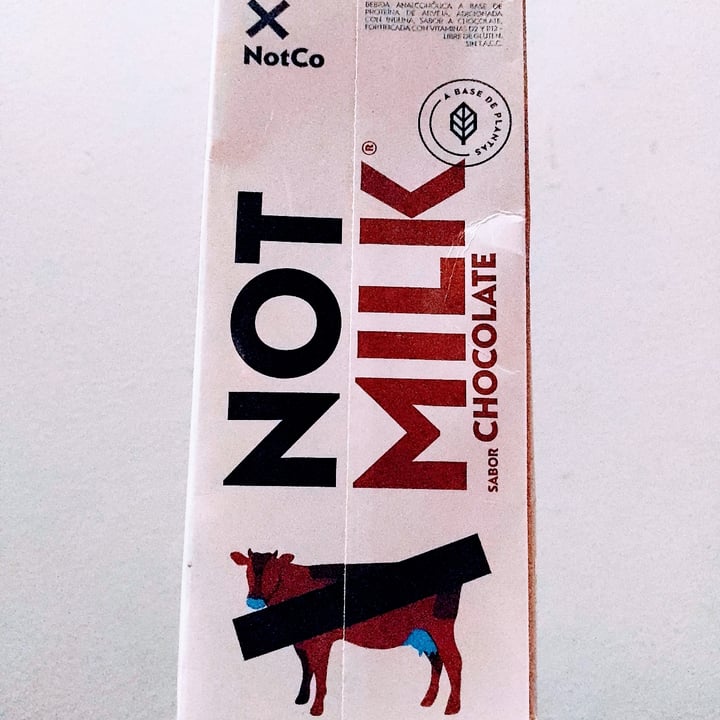 NotCo
BEBIDA ANALCOHÓLICA A BASE DE
PROTEÍNA DE ARVEJA, ADICIONADA
CON INULINA, SABOR A CHOCOLATE,
FORTIFICADA CON VITAMINAS D2 Y B12 -
LIBRE DE GLUTEN.
SIN T.A.C.C.
A BASE DE PLANTAS
NOT
MILK®
SABOR CHOCOLATE